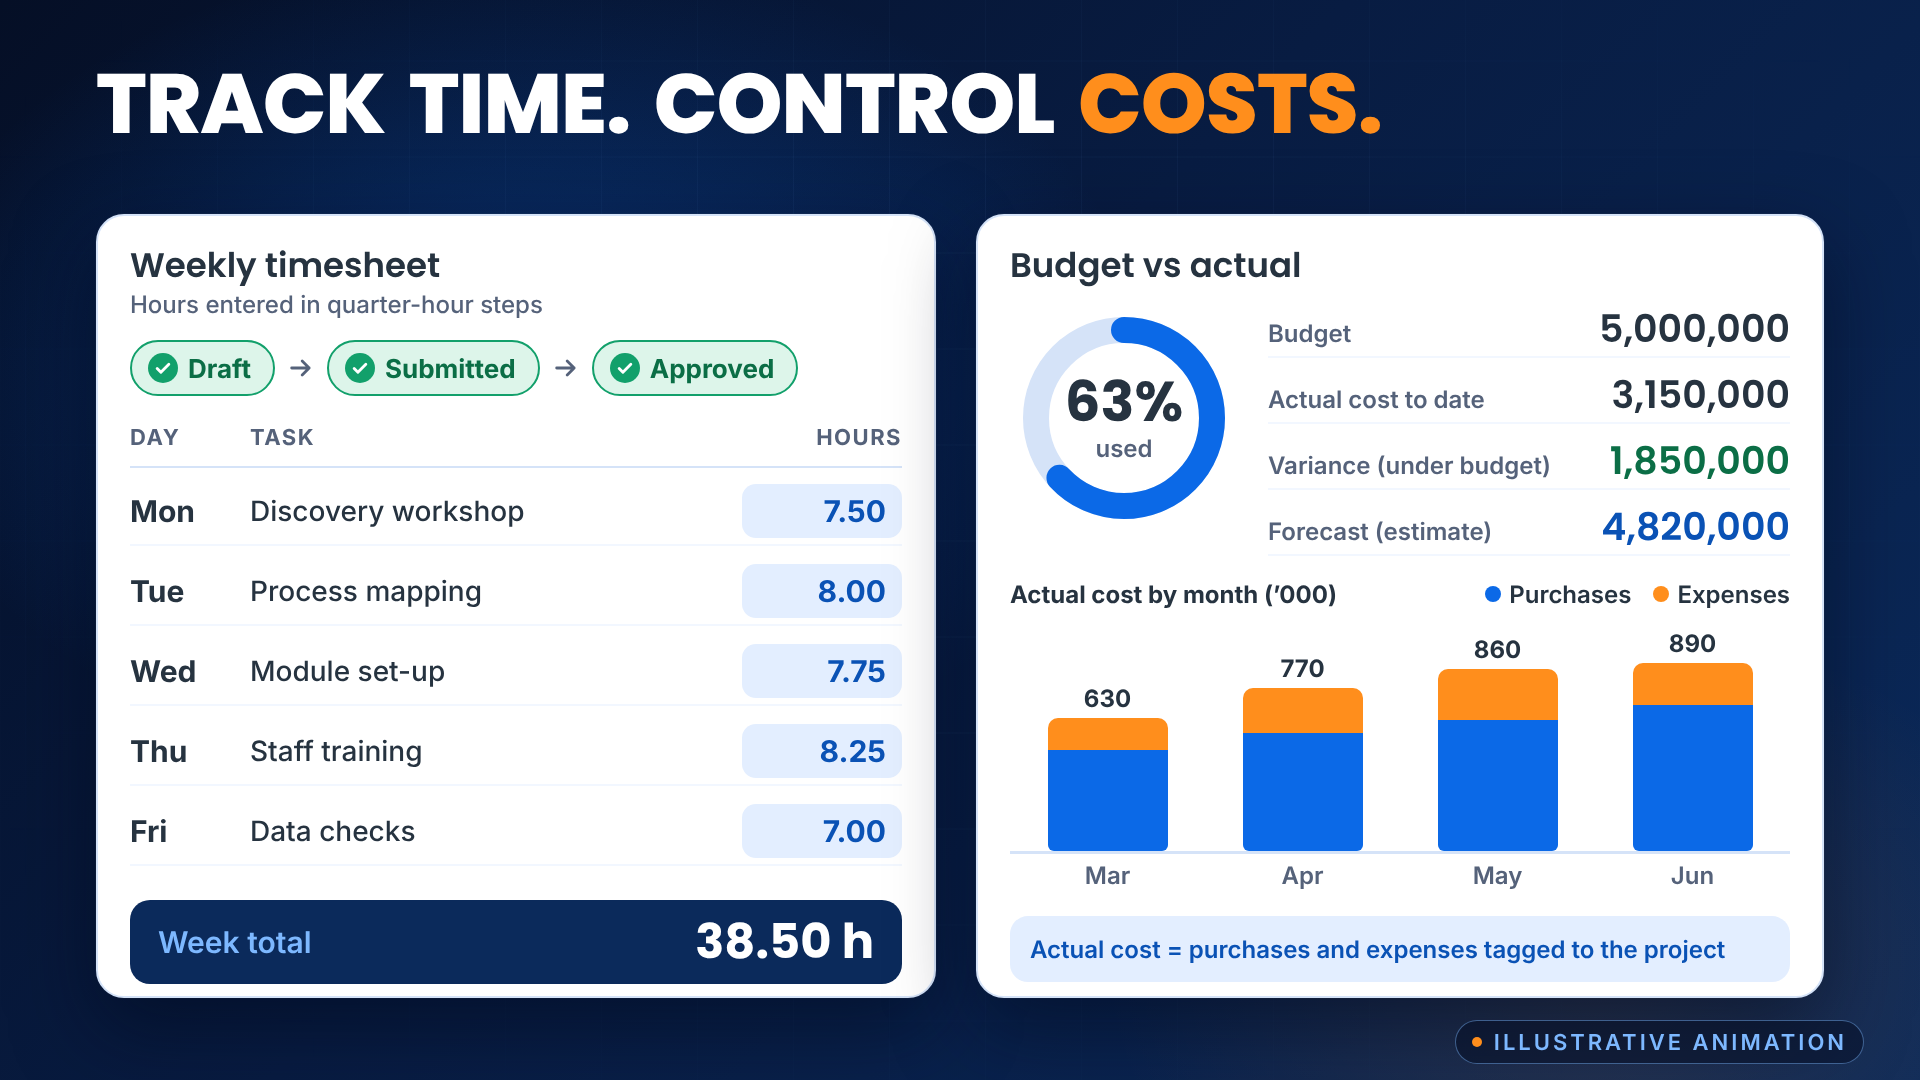 TRACK TIME. CONTROL COSTS.
Weekly timesheet
Hours entered in quarter-hour steps
Draft → Submitted → Approved
DAY TASK HOURS
Mon Discovery workshop 7.50
Tue Process mapping 8.00
Wed Module set-up 7.75
Thu Staff training 8.25
Fri Data checks 7.00
Week total 38.50 h
Budget vs actual
63%
used
Budget 5,000,000
Actual cost to date 3,150,000
Variance (under budget) 1,850,000
Forecast (estimate) 4,820,000
Actual cost by month (’000) Purchases Expenses
630 770 860 890
Mar Apr May Jun
Actual cost = purchases and expenses tagged to the project
ILLUSTRATIVE ANIMATION